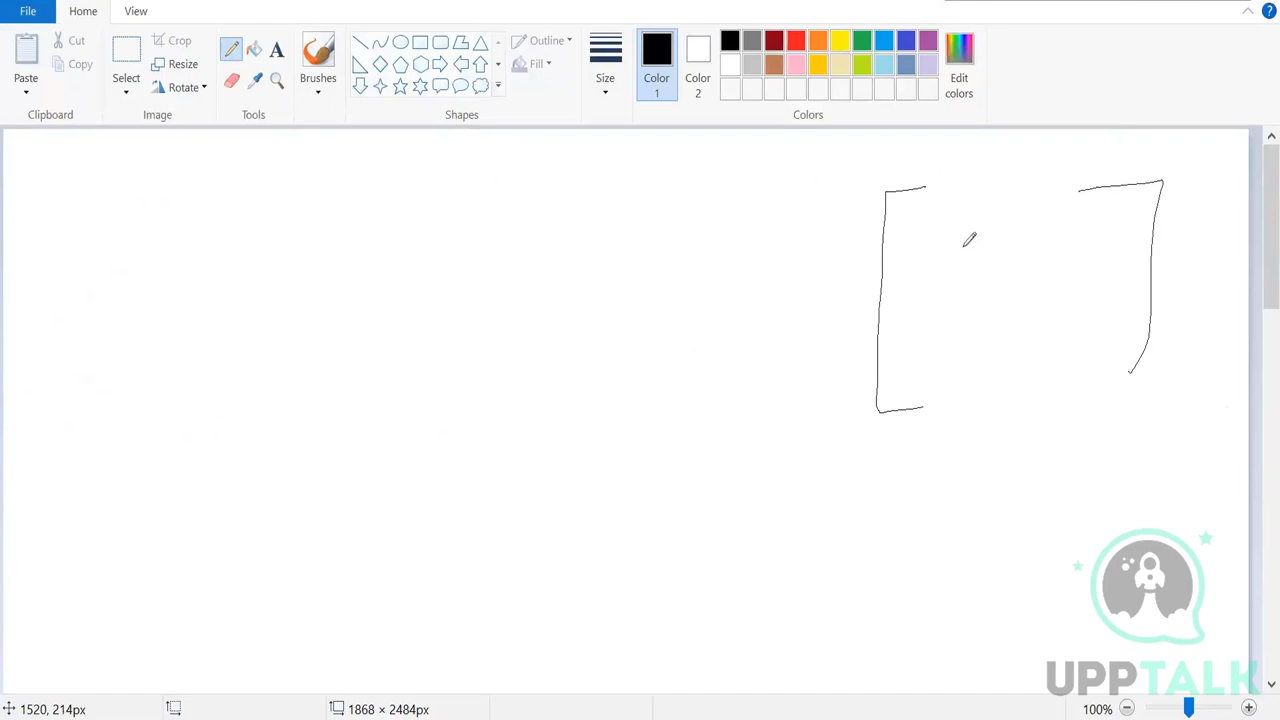 File
Home
View
Paste
Cut
Copy
Clipboard
Select
Crop
Resize
Rotate
Image
Tools
Brushes
Shapes
Outline
Fill
Size
Color
1
Color
2
Edit
colors
Colors
UPPTALK
1520, 214px
1868 × 2484px
100%